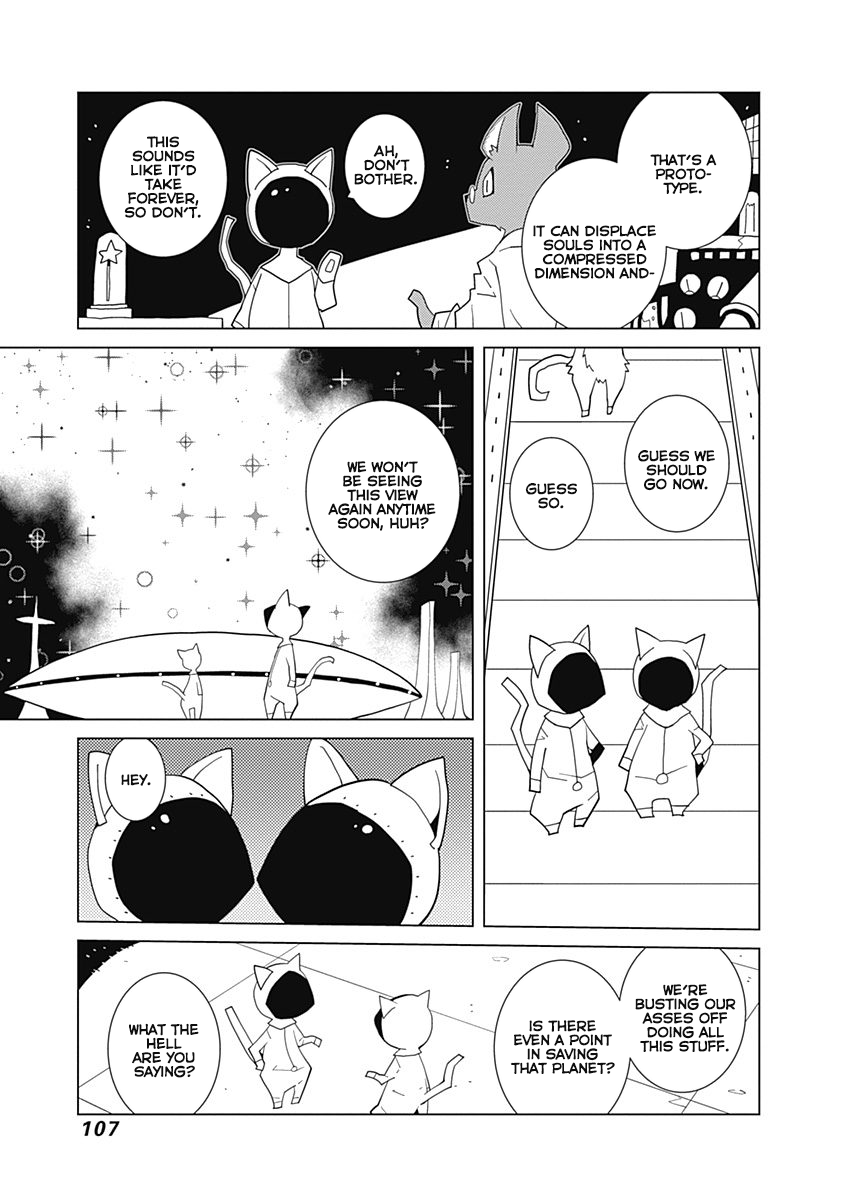 THAT'S A
PROTO-
TYPE.
IT CAN DISPLACE
SOULS INTO A
COMPRESSED
DIMENSION AND-
AH,
DON'T
BOTHER.
THIS
SOUNDS
LIKE IT'D
TAKE
FOREVER,
SO DON'T.
GUESS WE
SHOULD
GO NOW.
GUESS
SO.
WE WON'T
BE SEEING
THIS VIEW
AGAIN ANYTIME
SOON, HUH?
HEY.
WE'RE
BUSTING OUR
ASSES OFF
DOING ALL
THIS STUFF.
IS THERE
EVEN A POINT
IN SAVING
THAT PLANET?
WHAT THE
HELL
ARE YOU
SAYING?
107